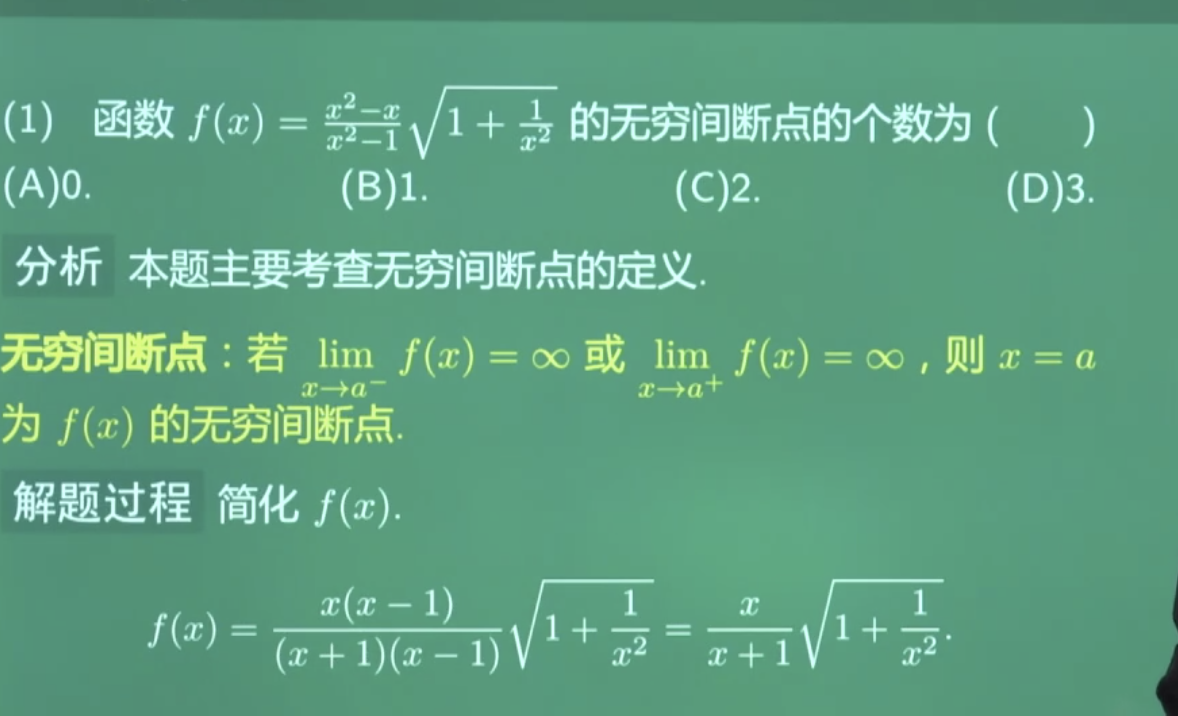 (1) 函数 f(x) = \frac{x^2-x}{x^2-1}\sqrt{1+\frac{1}{x^2}} 的无穷间断点的个数为 (    )
(A)0. (B)1. (C)2. (D)3.
分析 本题主要考查无穷间断点的定义.
无穷间断点：若 \lim_{x→a^-} f(x) = ∞ 或 \lim_{x→a^+} f(x) = ∞，则 x = a
为 f(x) 的无穷间断点.
解题过程 简化 f(x).
f(x) = \frac{x(x-1)}{(x+1)(x-1)}\sqrt{1+\frac{1}{x^2}} = \frac{x}{x+1}\sqrt{1+\frac{1}{x^2}}.